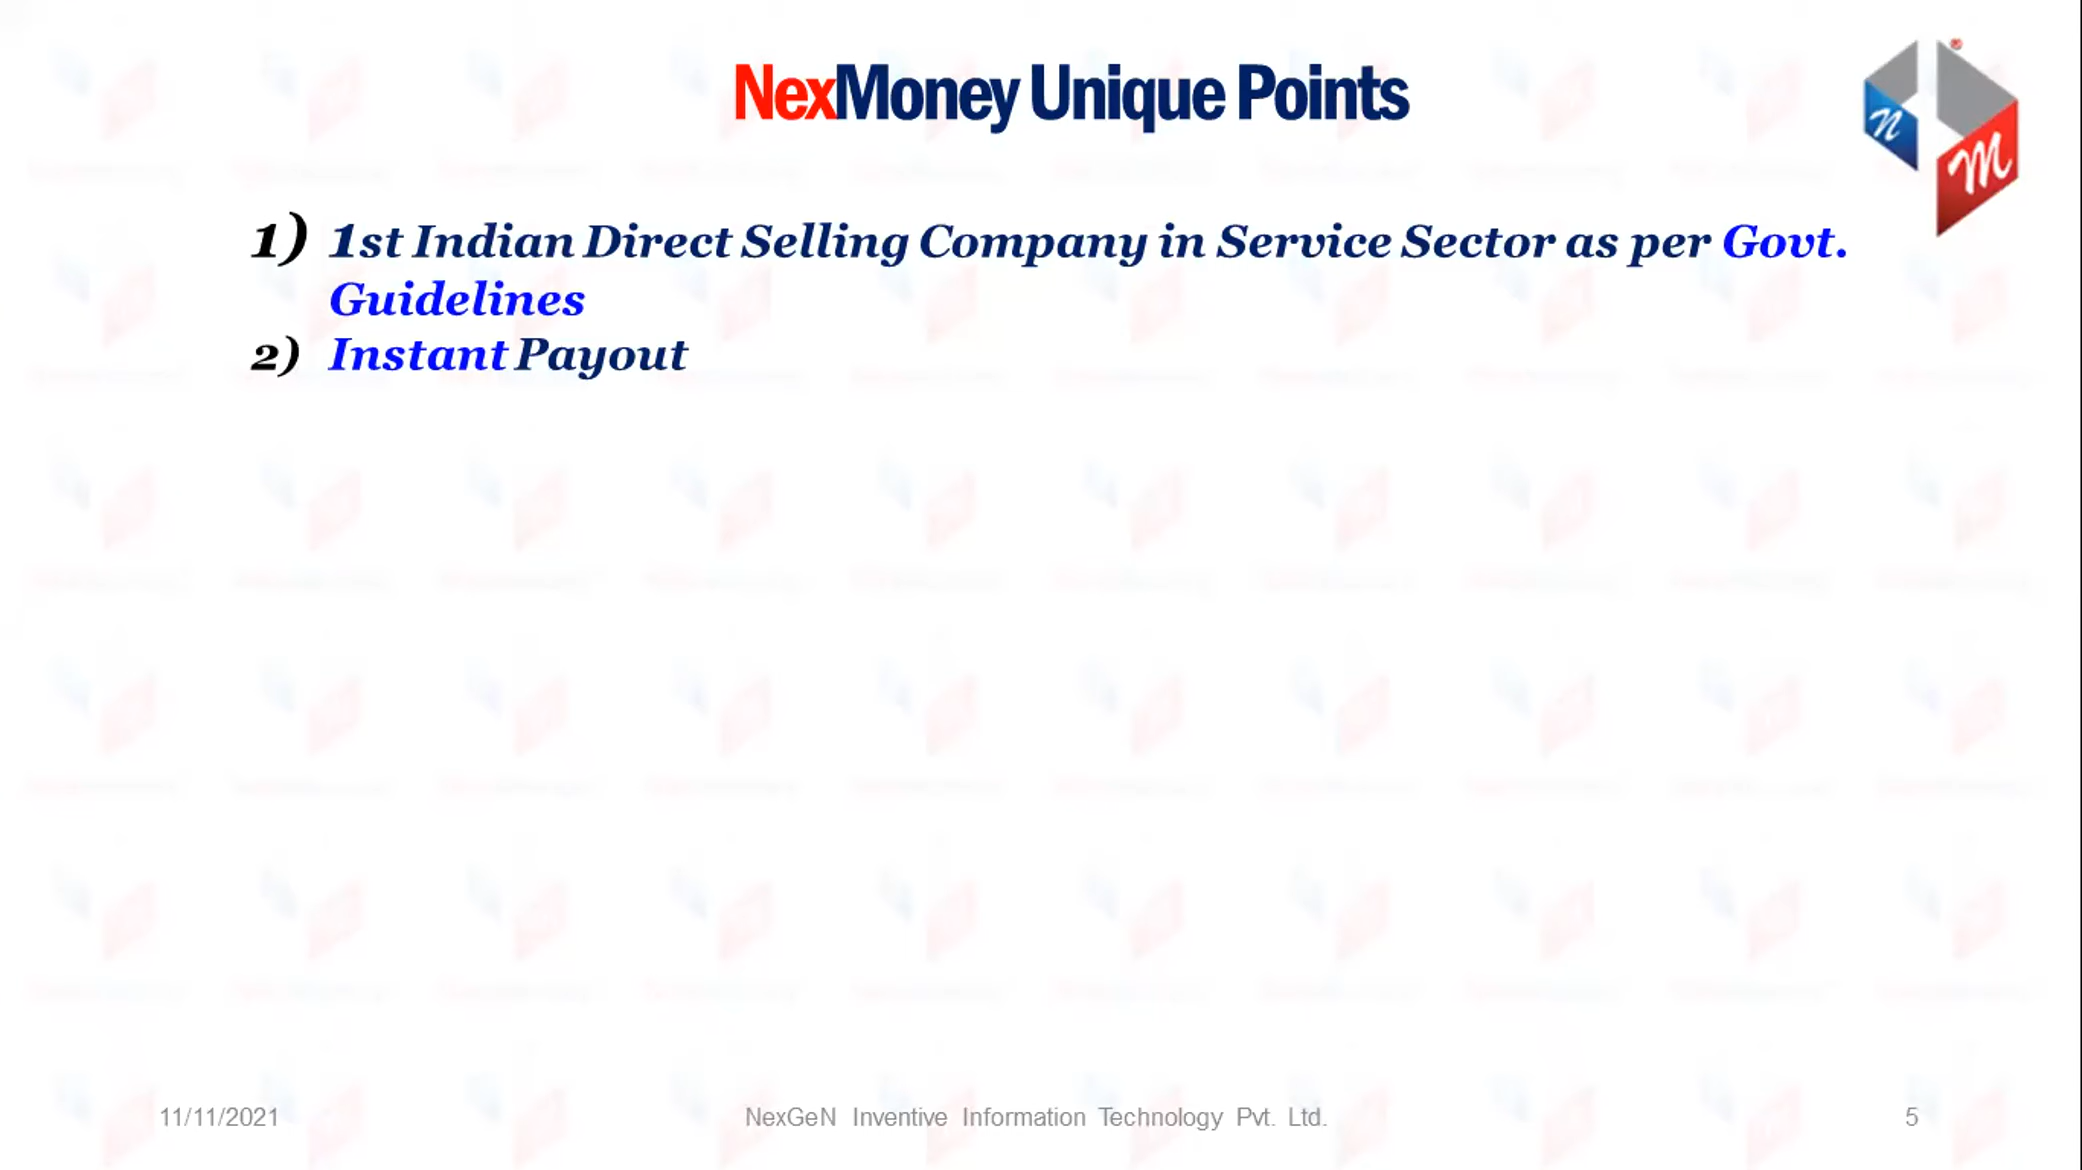 NexMoney Unique Points
n
M
®
1) 1st Indian Direct Selling Company in Service Sector as per Govt.
Guidelines
2) Instant Payout
11/11/2021
NexGeN Inventive Information Technology Pvt. Ltd.
5